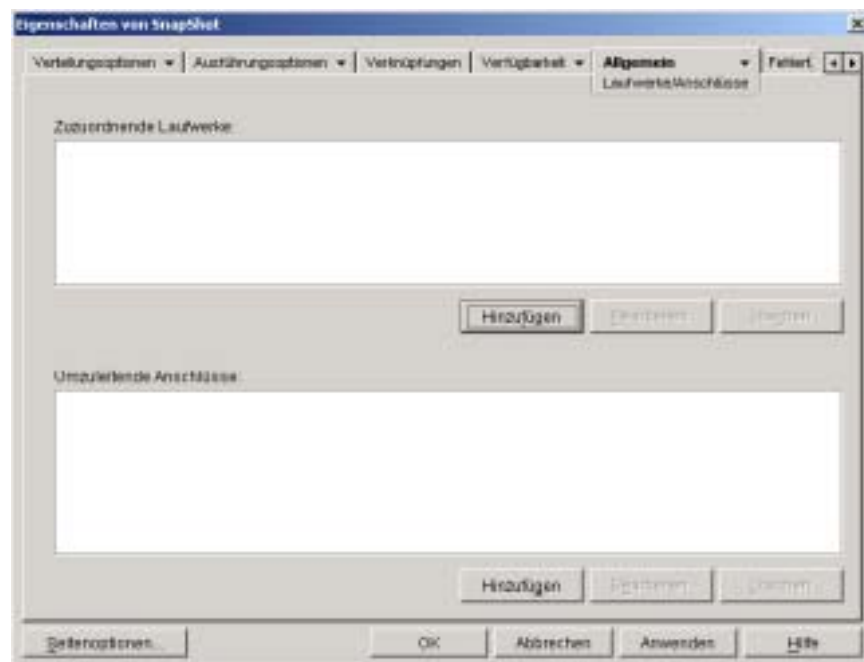 Eigenschaften von SnapShot
Verteilungsoptionen Ausführungsoptionen Verknüpfungen Verfügbarkeit Allgemein Fehlert.
Laufwerke/Anschlüsse
Zuzuordnende Laufwerke:
Hinzufügen Bearbeiten Löschen
Umzuleitende Anschlüsse:
Hinzufügen Bearbeiten Löschen
Seitenoptionen... OK Abbrechen Anwenden Hilfe